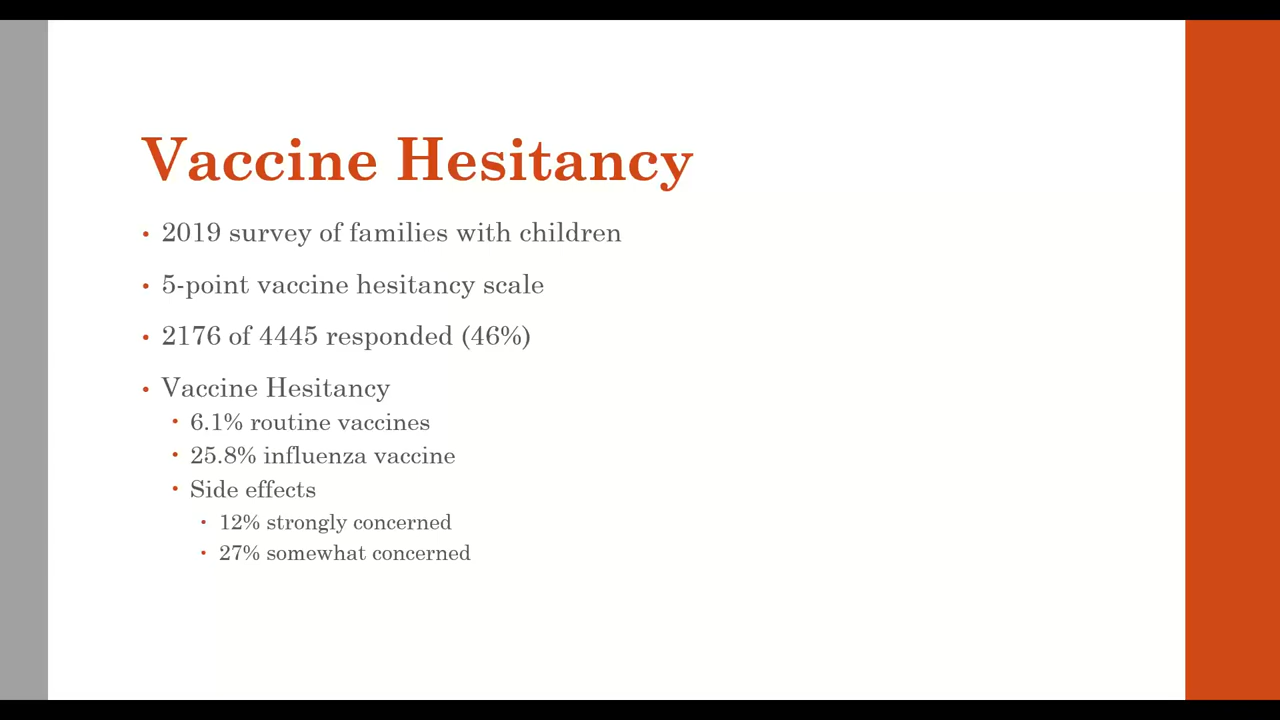 Vaccine Hesitancy
• 2019 survey of families with children
• 5-point vaccine hesitancy scale
• 2176 of 4445 responded (46%)
• Vaccine Hesitancy
• 6.1% routine vaccines
• 25.8% influenza vaccine
• Side effects
• 12% strongly concerned
• 27% somewhat concerned